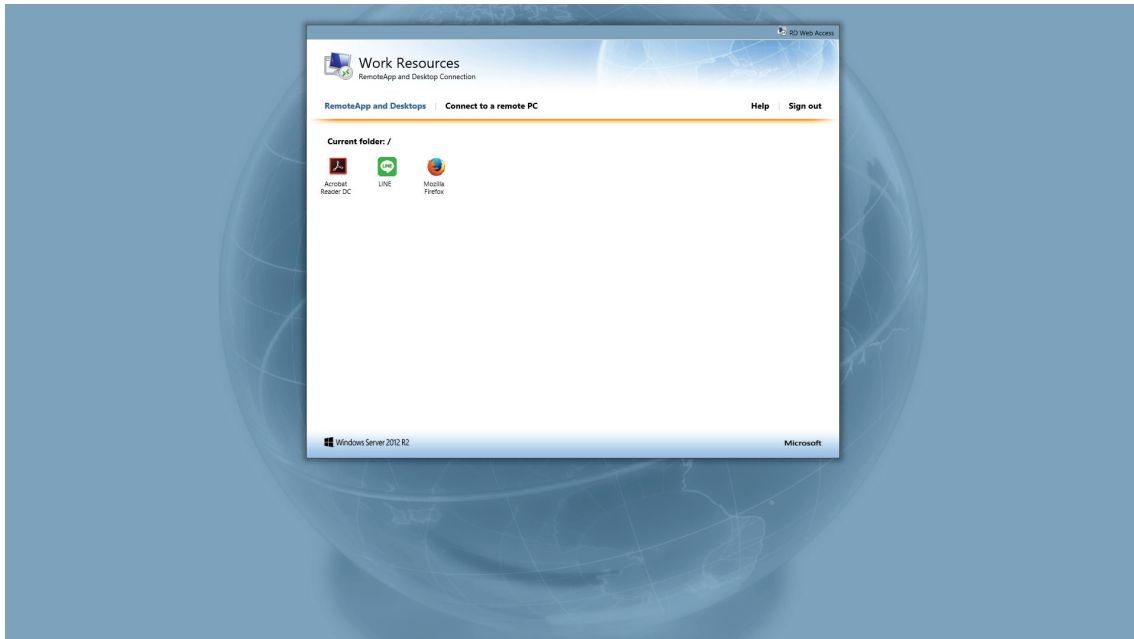 RD Web Access
Work Resources
RemoteApp and Desktop Connection
RemoteApp and Desktops | Connect to a remote PC
Help | Sign out
Current folder: /
Acrobat
Reader DC
LINE
LINE
Mozilla
Firefox
Windows Server 2012 R2
Microsoft